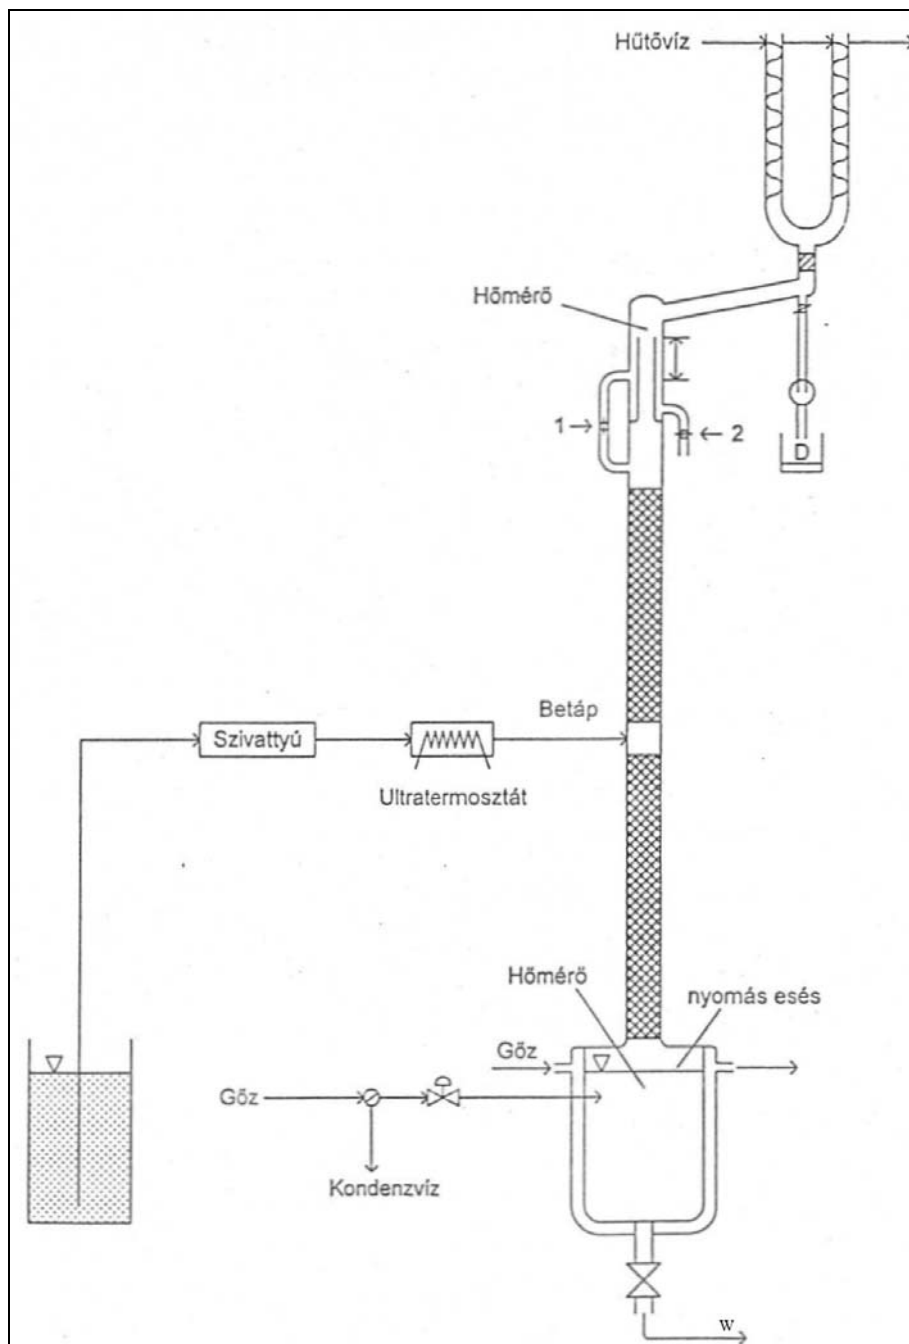 Hűtővíz
Hőmérő
1
2
D
Betáp
Szivattyú
Ultratermosztát
Hőmérő
nyomás esés
Gőz
Gőz
Kondenzvíz
w